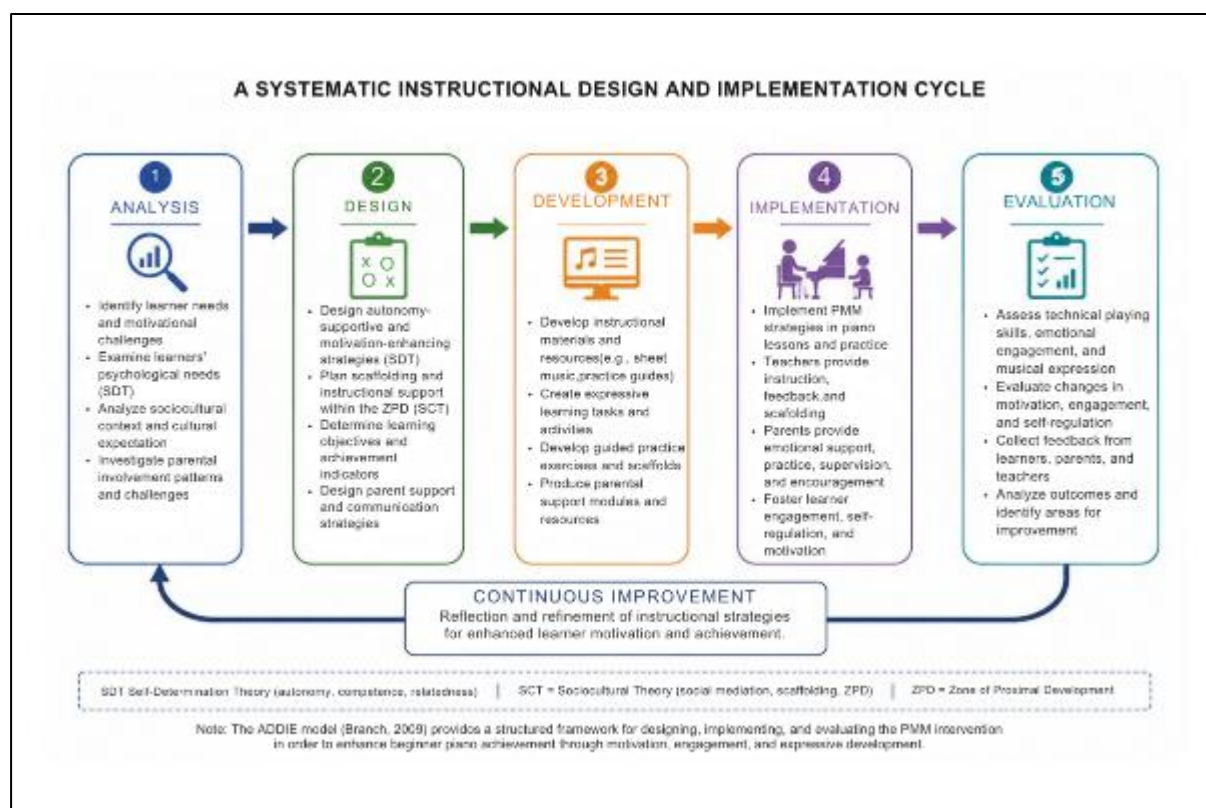 A SYSTEMATIC INSTRUCTIONAL DESIGN AND IMPLEMENTATION CYCLE
1
ANALYSIS
• Identify learner needs
and motivational
challenges
• Examine learners'
psychological needs
(SDT)
• Analyze sociocultural
context and cultural
expectation
• Investigate parental
involvement patterns
and challenges
2
DESIGN
X O
O X
• Design autonomy-
supportive and
motivation-enhancing
strategies (SDT)
• Plan scaffolding and
instructional support
within the ZPD (SCT)
• Determine learning
objectives and
achievement
indicators
• Design parent support
and communication
strategies
3
DEVELOPMENT
• Develop instructional
materials and
resources(e.g., sheet
music,practice guides)
• Create expressive
learning tasks and
activities
• Develop guided practice
exercises and scaffolds
• Produce parental
support modules and
resources
4
IMPLEMENTATION
• Implement PMM
strategies in piano
lessons and practice
• Teachers provide
instruction,
feedback,and
scafolding
• Parents provide
emotional support,
practice, supervision,
and encouragement
• Foster learner
engagement, self-
regulation, and
motivation
5
EVALUATION
• Assess technical playing
skills, emotional
engagement, and
musical expression
• Evaluate changes in
motivation, engagement,
and self-regulation
• Collect feedback from
learners, parents, and
teachers
• Analyze outcomes and
identify areas for
improvement
CONTINUOUS IMPROVEMENT
Reflection and refinement of instructional strategies
for enhanced learner motivation and achievement.
SDT Self-Determination Theory (autonomy, competence, relatedness) | SCT = Sociocultural Theory (social mediation, scaffolding, ZPD) | ZPD = Zone of Proximal Development
Note: The ADDIE model (Branch, 2009) provides a structured framework for designing, implementing, and evaluating the PMM intervention
in order to enhance beginner piano achievement through motivation, engagement, and expressive development.